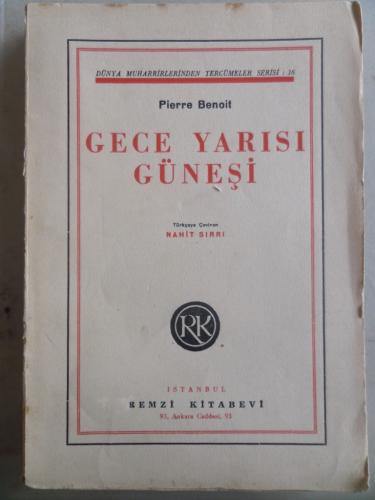 DÜNYA MUHARRİRLERİNDEN TERCÜMELER SERİSİ : 16
Pierre Benoit
GECE YARISI
GÜNEŞİ
Türkçeye Çeviren
NAHİT SIRRI
RK
ISTANBUL
REMZİ KİTABEVİ
93, Ankara Caddesi, 93